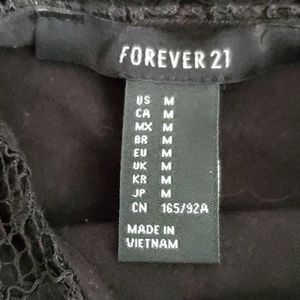 FOREVER 21
US M
CA M
MX M
BR M
EU M
UK M
KR M
JP M
CN 165/92A
MADE IN
VIETNAM